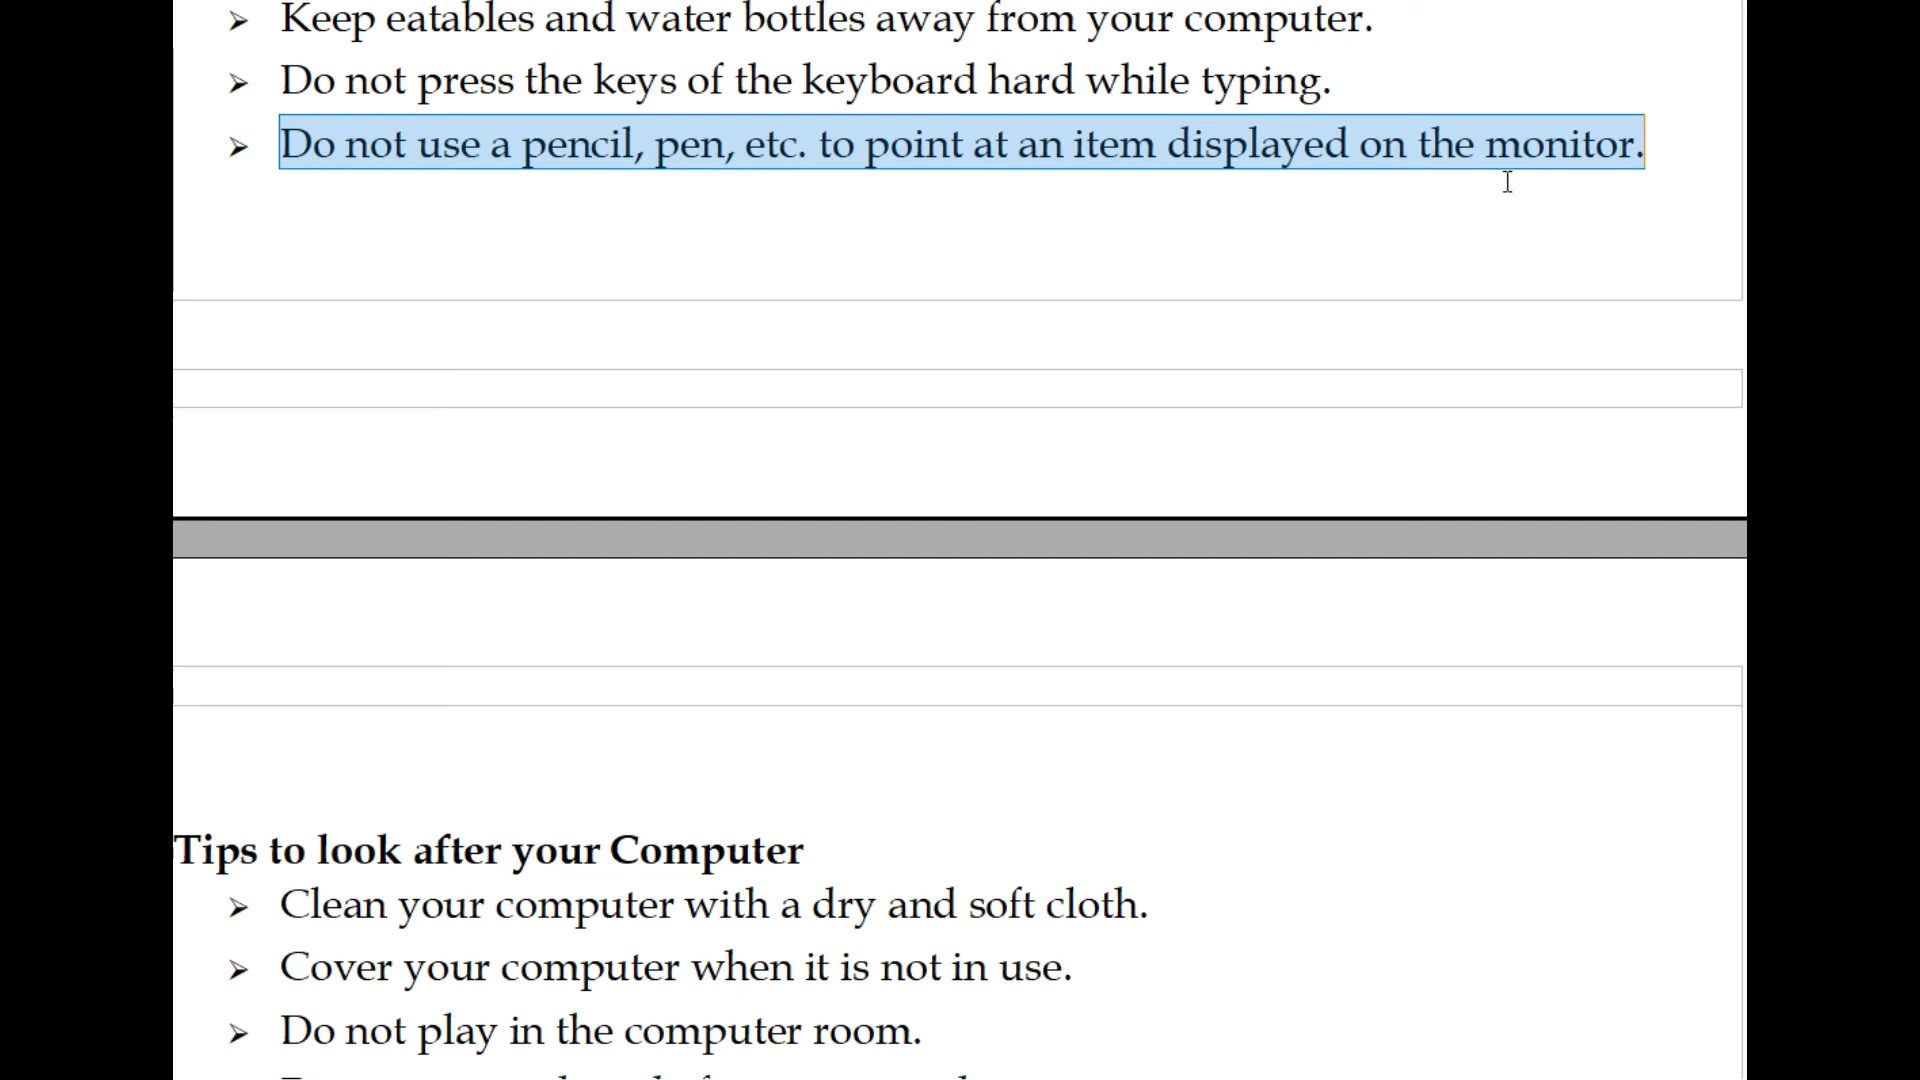 ➢ Keep eatables and water bottles away from your computer.
➢ Do not press the keys of the keyboard hard while typing.
➢ Do not use a pencil, pen, etc. to point at an item displayed on the monitor.
Tips to look after your Computer
➢ Clean your computer with a dry and soft cloth.
➢ Cover your computer when it is not in use.
➢ Do not play in the computer room.